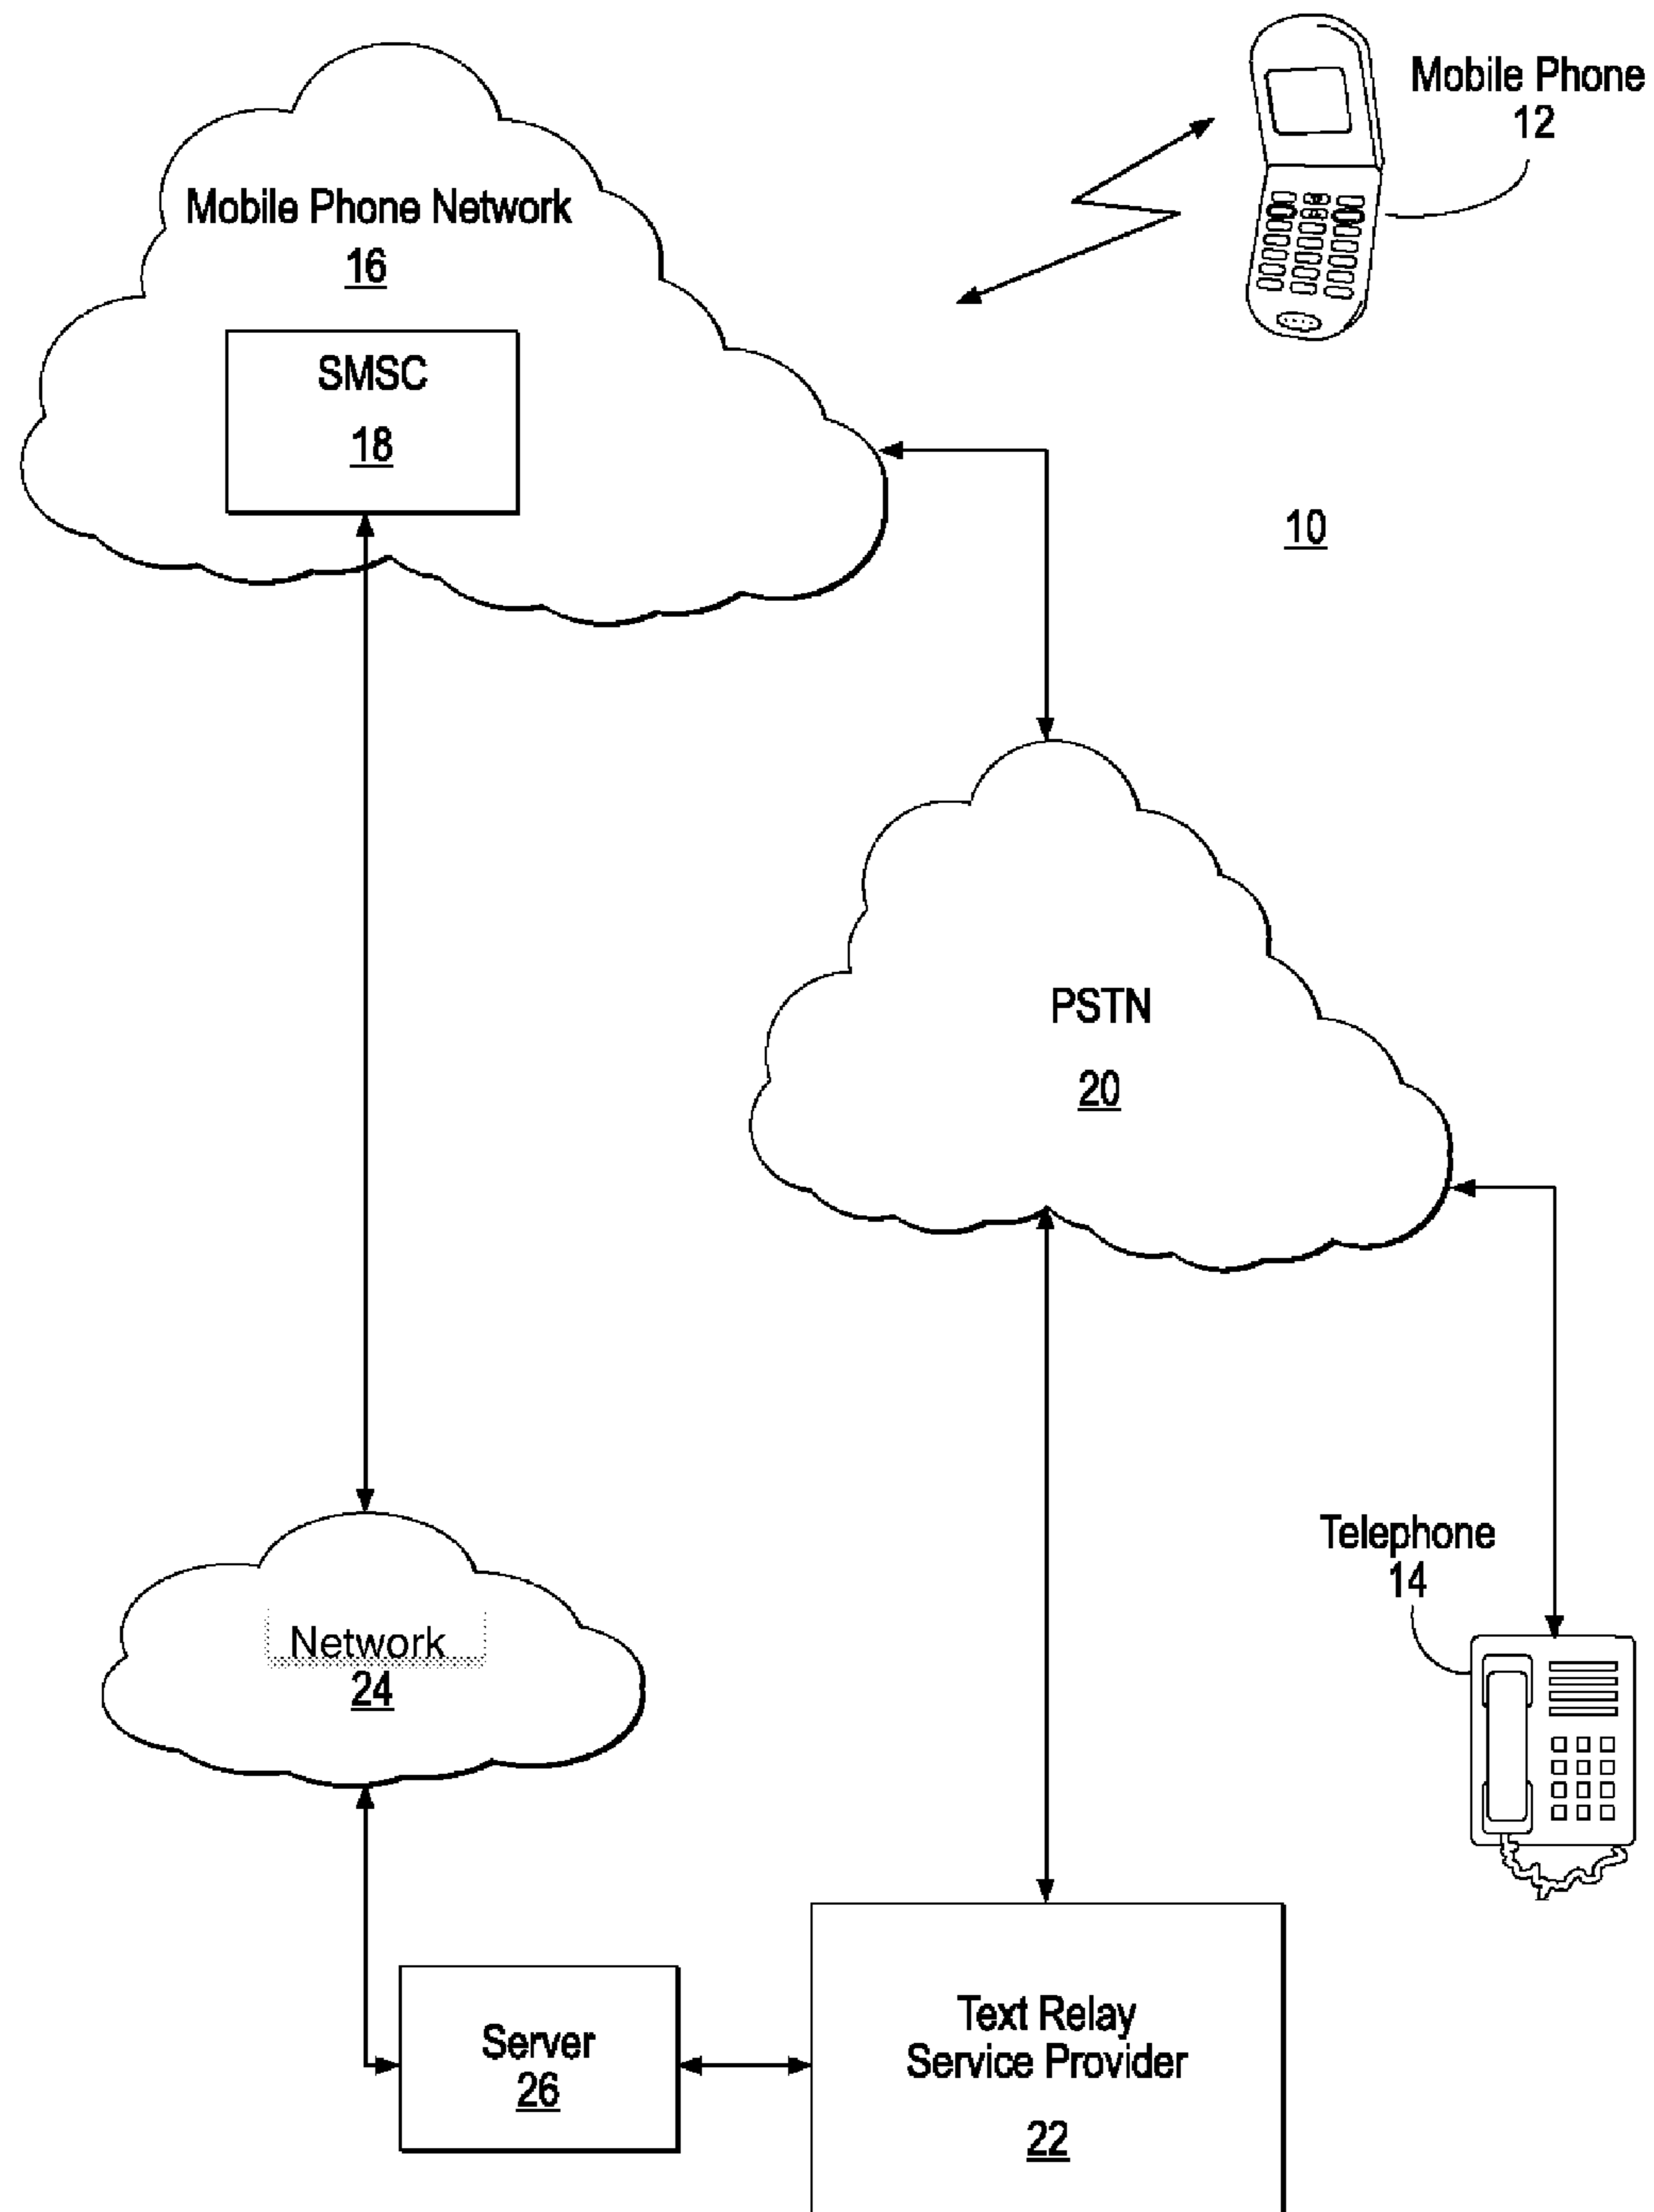 Mobile Phone
12
Mobile Phone Network
16
SMSC
18
10
PSTN
20
Telephone
14
Network
24
Text Relay
Service Provider
22
Server
26